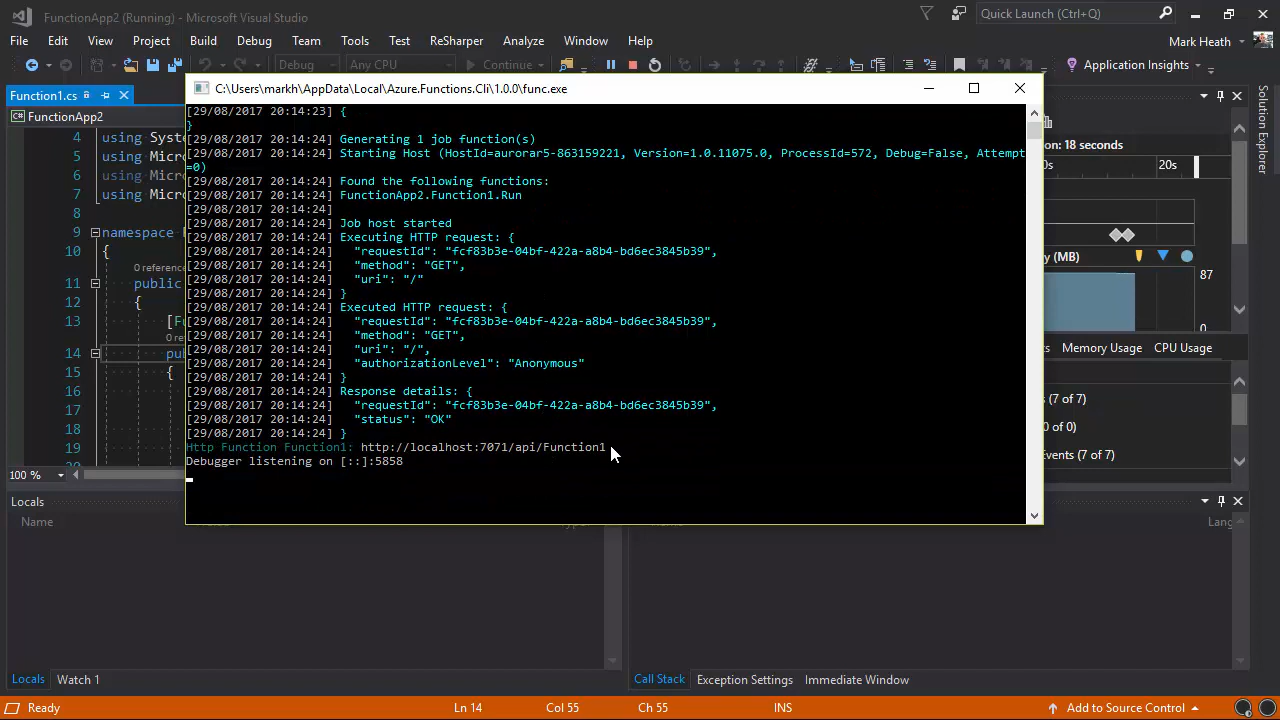 FunctionApp2 (Running) - Microsoft Visual Studio
Quick Launch (Ctrl+Q)
File Edit View Project Build Debug Team Tools Test ReSharper Analyze Window Help
Mark Heath
Debug Any CPU Continue Application Insights
Function1.cs
FunctionApp2
4 using Syst
5 using Micr
6 using Micr
7 using Micr
8
9 namespace
10 {
0 reference
11 public
12 {
13
14
15 {
16
17
18
19
100 %
C:\Users\markh\AppData\Local\Azure.Functions.Cli\1.0.0\func.exe
[29/08/2017 20:14:23] {
}
[29/08/2017 20:14:24] Generating 1 job function(s)
[29/08/2017 20:14:24] Starting Host (HostId=aurorar5-863159221, Version=1.0.11075.0, ProcessId=572, Debug=False, Attempt
=0)
[29/08/2017 20:14:24] Found the following functions:
[29/08/2017 20:14:24] FunctionApp2.Function1.Run
[29/08/2017 20:14:24]
[29/08/2017 20:14:24] Job host started
[29/08/2017 20:14:24] Executing HTTP request: {
[29/08/2017 20:14:24]   "requestId": "fcf83b3e-04bf-422a-a8b4-bd6ec3845b39",
[29/08/2017 20:14:24]   "method": "GET",
[29/08/2017 20:14:24]   "uri": "/"
[29/08/2017 20:14:24] }
[29/08/2017 20:14:24] Executed HTTP request: {
[29/08/2017 20:14:24]   "requestId": "fcf83b3e-04bf-422a-a8b4-bd6ec3845b39",
[29/08/2017 20:14:24]   "method": "GET",
[29/08/2017 20:14:24]   "uri": "/",
[29/08/2017 20:14:24]   "authorizationLevel": "Anonymous"
[29/08/2017 20:14:24] }
[29/08/2017 20:14:24] Response details: {
[29/08/2017 20:14:24]   "requestId": "fcf83b3e-04bf-422a-a8b4-bd6ec3845b39",
[29/08/2017 20:14:24]   "status": "OK"
[29/08/2017 20:14:24] }
Http Function Function1: http://localhost:7071/api/Function1
Debugger listening on [::]:5858
on: 18 seconds
0s 20s
y (MB)
87
0
ts Memory Usage CPU Usage
s (7 of 7)
0 of 0)
Events (7 of 7)
Solution Explorer
Locals
Name
Lang
Locals Watch 1
Call Stack Exception Settings Immediate Window
Ready Ln 14 Col 55 Ch 55 INS Add to Source Control